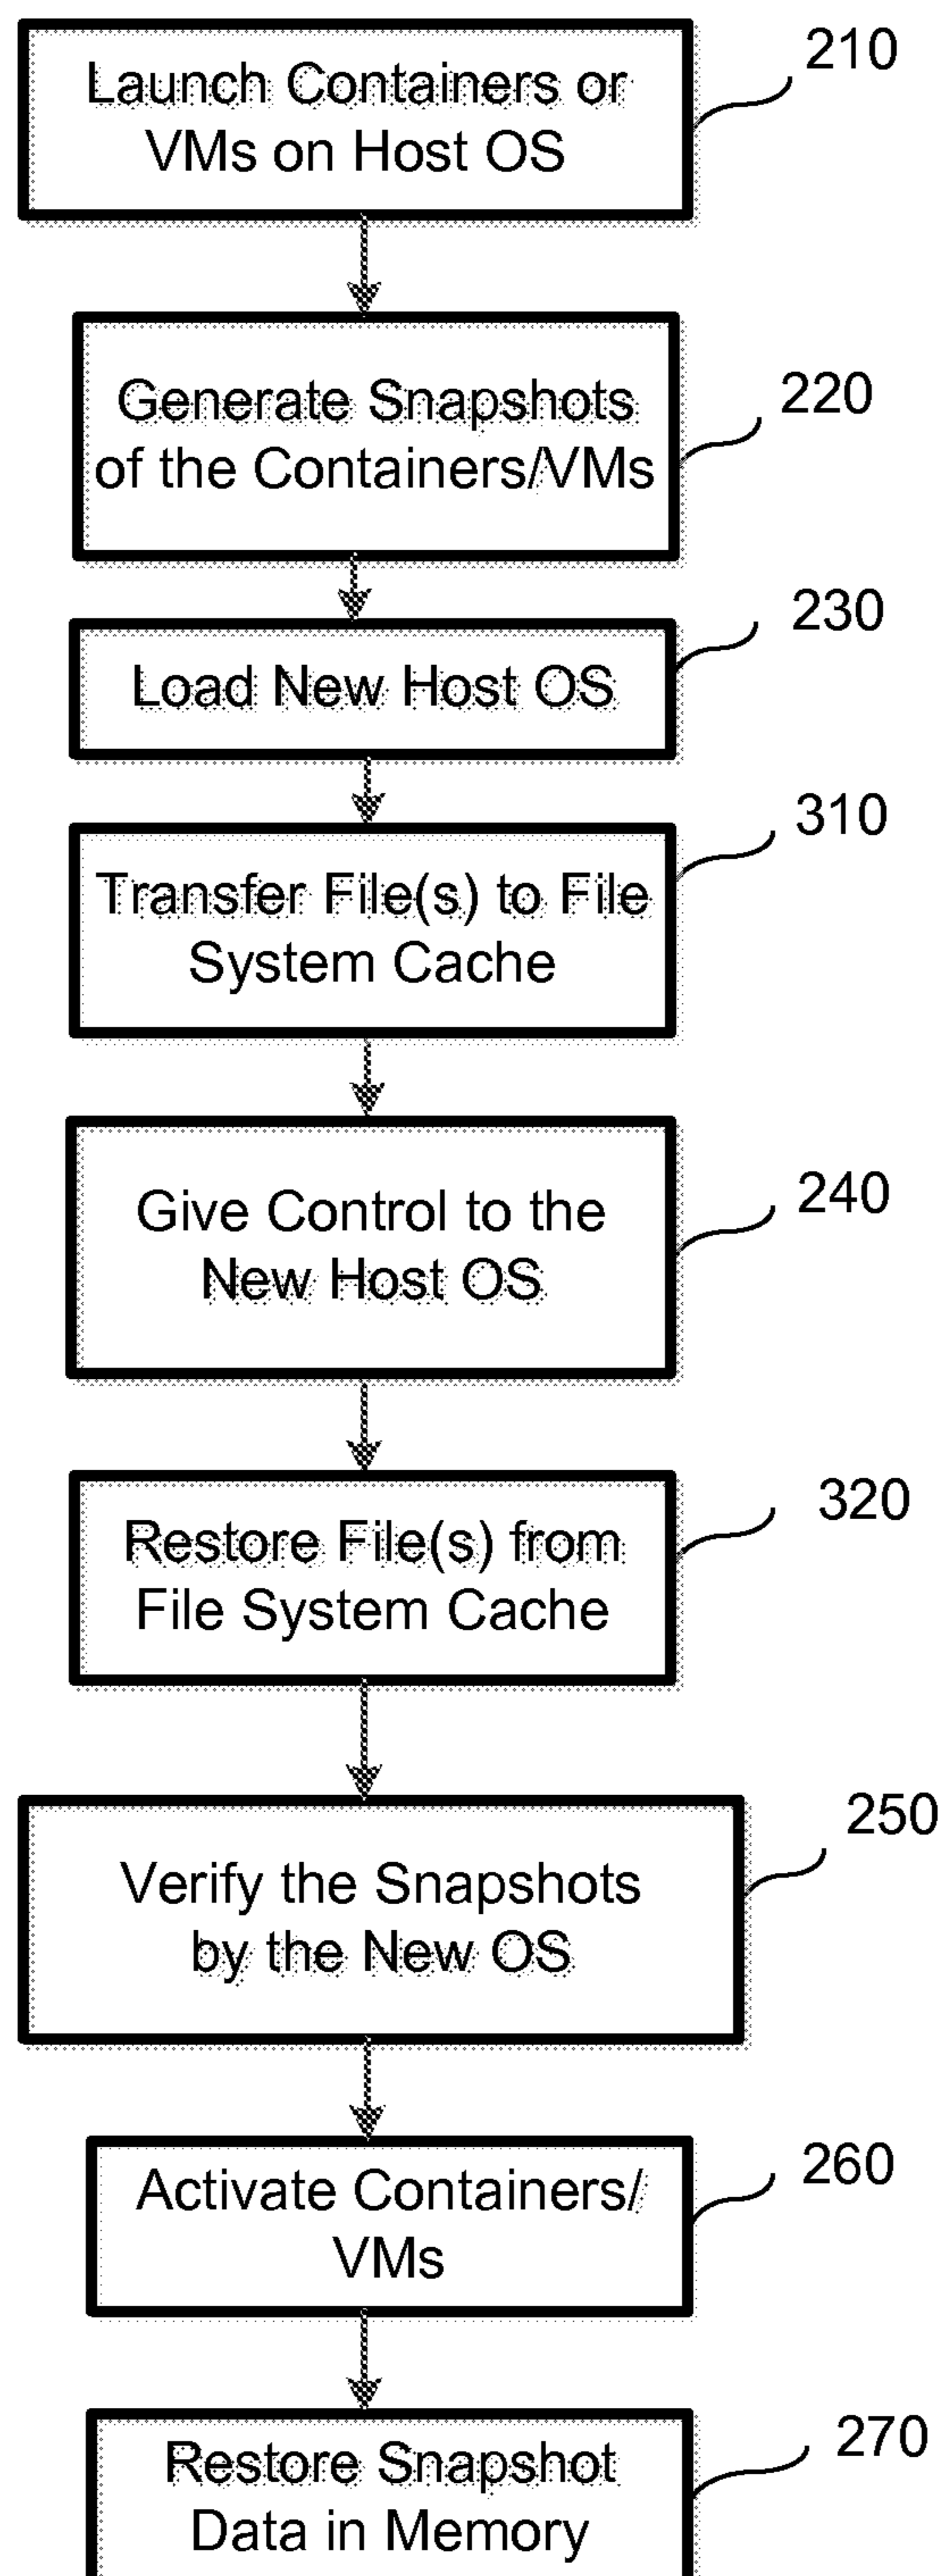 Launch Containers or
VMs on Host OS
210
Generate Snapshots
of the Containers/VMs
220
Load New Host OS
230
Transfer File(s) to File
System Cache
310
Give Control to the
New Host OS
240
Restore File(s) from
File System Cache
320
Verify the Snapshots
by the New OS
250
Activate Containers/
VMs
260
Restore Snapshot
Data in Memory
270